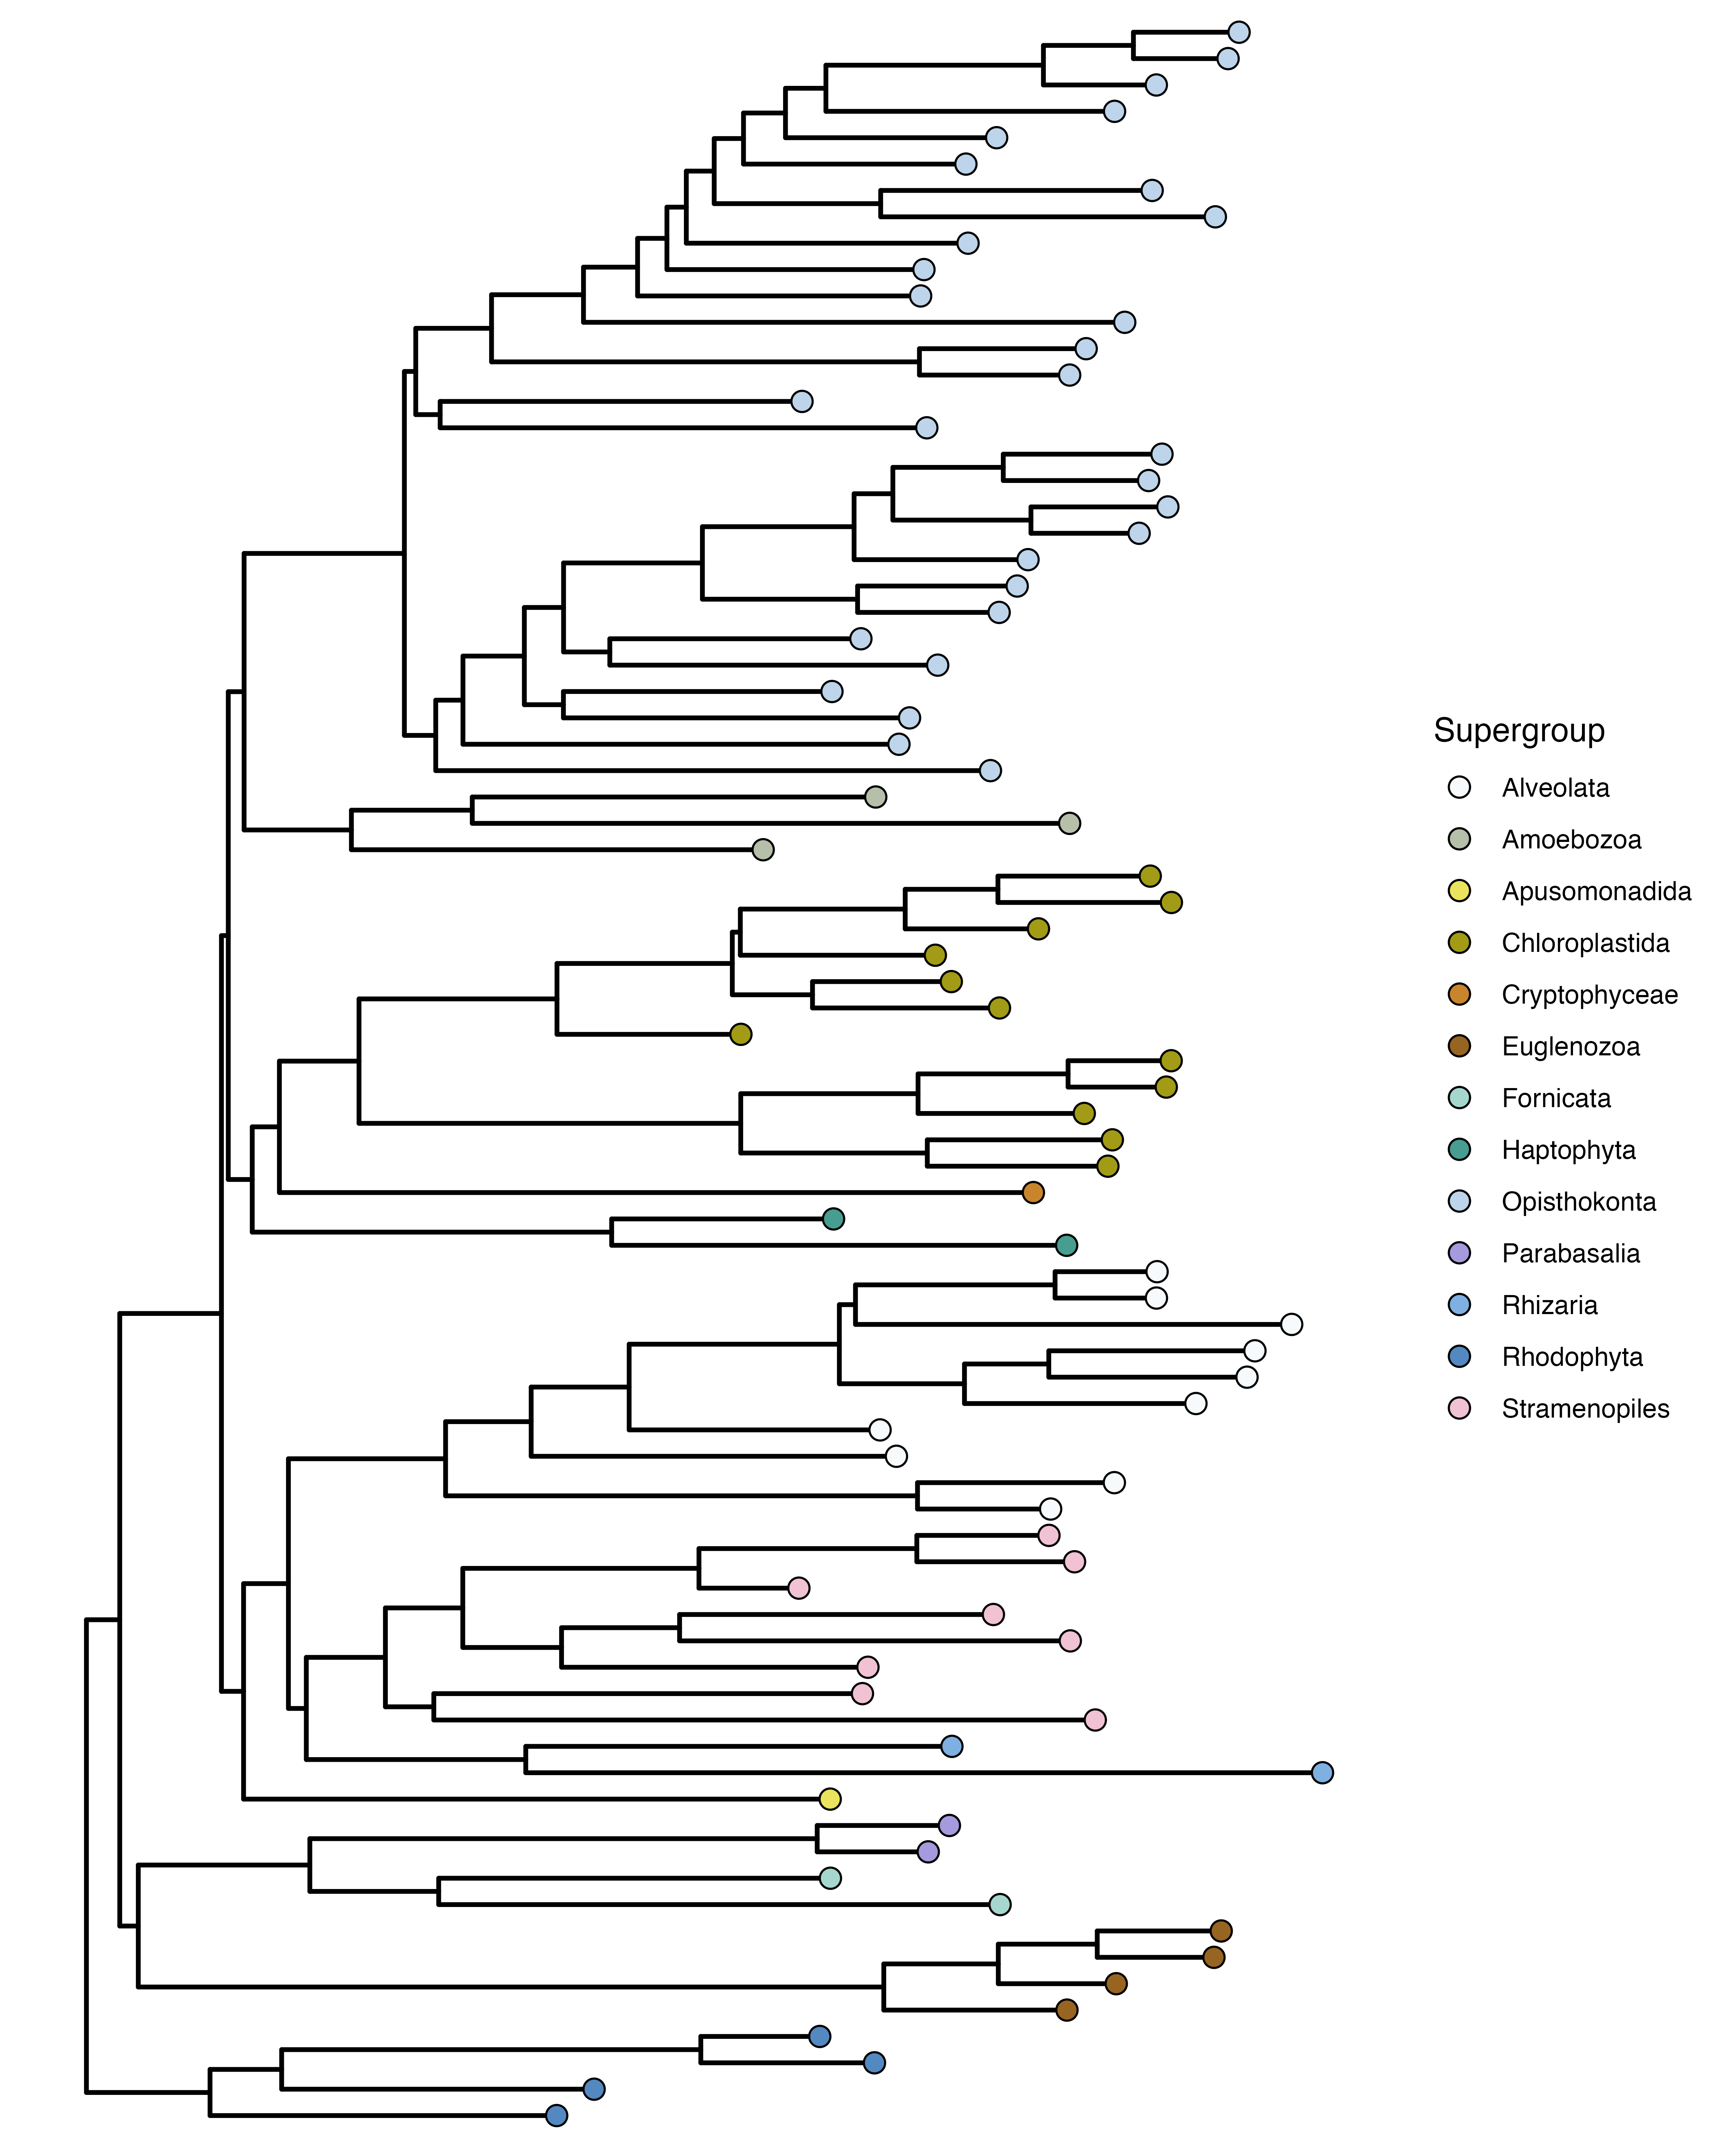 Supergroup
Alveolata
Amoebozoa
Apusomonadida
Chloroplastida
Cryptophyceae
Euglenozoa
Fornicata
Haptophyta
Opisthokonta
Parabasalia
Rhizaria
Rhodophyta
Stramenopiles